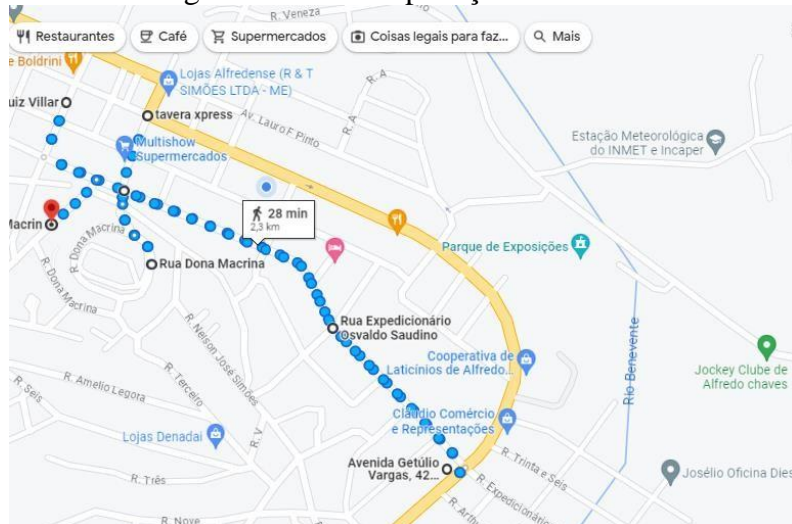 R. Veneza
Restaurantes
Café
Supermercados
Coisas legais para faz...
Mais
e Boldrini
Lojas Alfredense (R & T
SIMÕES LTDA - ME)
R. A
uiz Villar
tavera xpress
Av. Lauro F. Pinto
R. A
Multishow
Supermercados
Estação Meteorológica
do INMET e Incaper
28 min
2,3 km
Macrin
R. Dona Macrina
Parque de Exposições
Rua Dona Macrina
R. Dona Macrina
R. Nelson José Simões
Rua Expedicionário
Osvaldo Saudino
Rio Benevente
Cooperativa de
Laticínios de Alfredo...
Jockey Clube de
Alfredo chaves
R. Terceiro
R. Amelio Legora
R. Seis
Cláudio Comércio
e Representações
Lojas Denadai
R. V
Avenida Getúlio
Vargas, 42...
R. Trinta e Seis
Josélio Oficina Dies
R. Três
R. Expedicionário
R. Arth
R. Nove